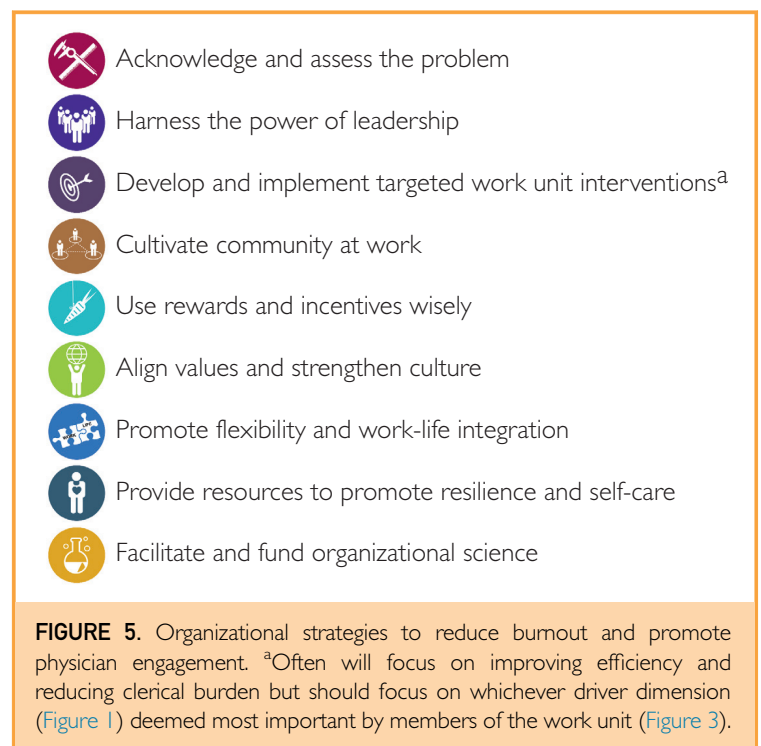 Acknowledge and assess the problem
Harness the power of leadership
Develop and implement targeted work unit interventionsa
Cultivate community at work
Use rewards and incentives wisely
Align values and strengthen culture
WORK LIFE
Promote flexibility and work-life integration
Provide resources to promote resilience and self-care
Facilitate and fund organizational science
FIGURE 5. Organizational strategies to reduce burnout and promote
physician engagement. aOften will focus on improving efficiency and
reducing clerical burden but should focus on whichever driver dimension
(Figure 1) deemed most important by members of the work unit (Figure 3).